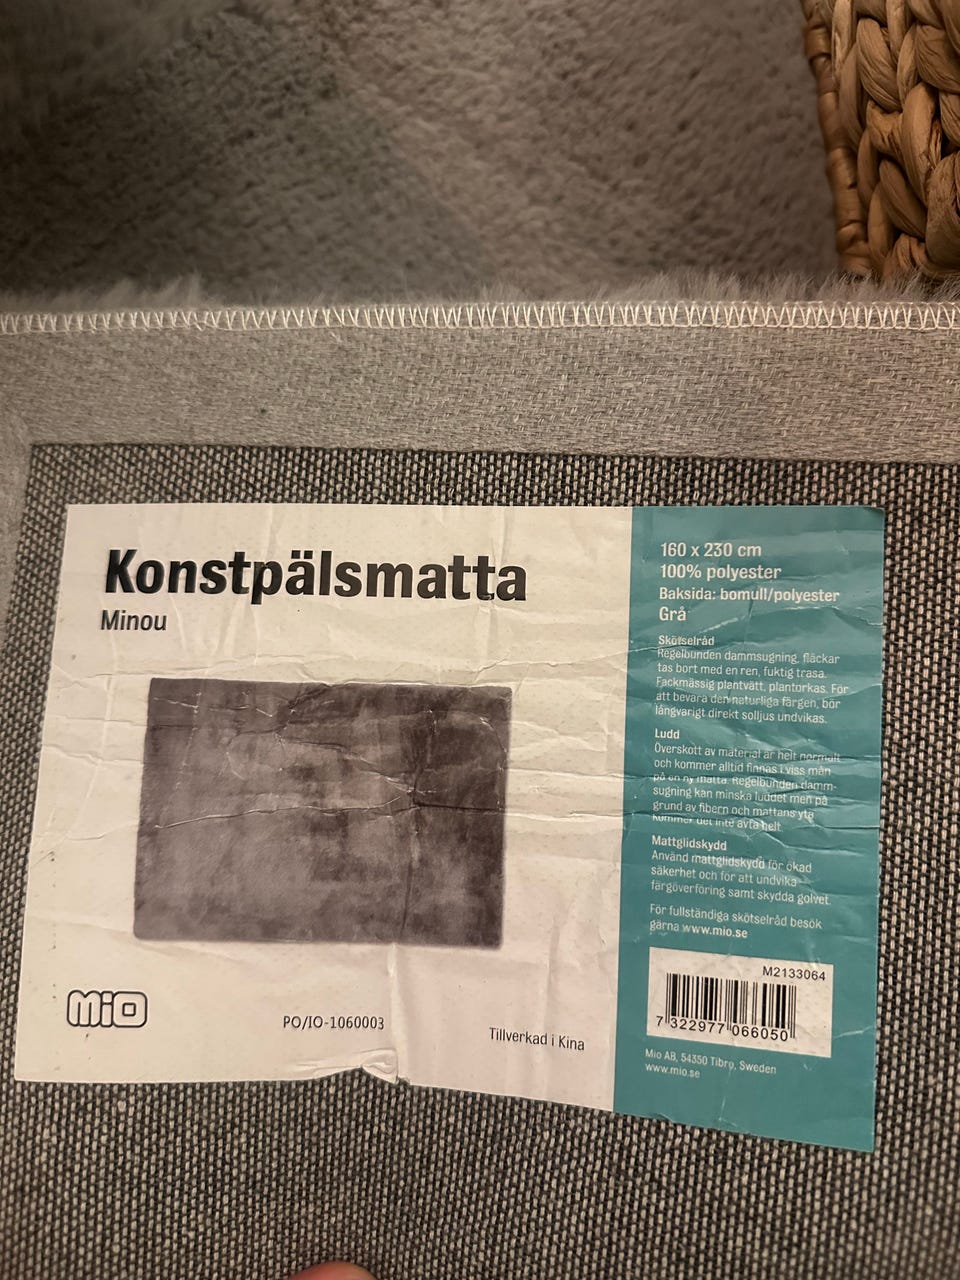 Konstpälsmatta
Minou
MiO
PO/IO-1060003
Tillverkad i Kina
160 x 230 cm
100% polyester
Baksida: bomull/polyester
Grå
Skötselråd
Regelbunden dammsugning, fläckar
tas bort med en ren, fuktig trasa.
Fackmässig plantvätt, plantorkas. För
att bevara den naturliga färgen, bör
långvarigt direkt solljus undvikas.
Ludd
Överskott av material är helt normalt
och kommer alltid finnas i viss mån
på en ny matta. Regelbunden damm-
sugning kan minska luddet men på
grund av fibern och mattans yta
kommer det inte avta helt
Mattglidskydd
Använd mattglidskydd för ökad
säkerhet och för att undvika
färgöverföring samt skydda golvet.
För fullständiga skötselråd besök
gärna www.mio.se
M2133064
7 322977 066050
Mio AB, 54350 Tibro, Sweden
www.mio.se